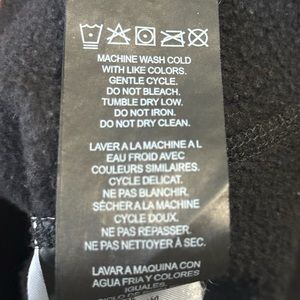 MACHINE WASH COLD
WITH LIKE COLORS.
GENTLE CYCLE.
DO NOT BLEACH.
TUMBLE DRY LOW.
DO NOT IRON.
DO NOT DRY CLEAN.
LAVER A LA MACHINE A L
EAU FROID AVEC
COULEURS SIMILAIRES.
CYCLE DELICAT.
NE PAS BLANCHIR.
SÉCHER À LA MACHINE
CYCLE DOUX.
NE PAS REPASSER.
NE PAS NETTOYER À SEC.
LAVAR A MAQUINA CON
AGUA FRIA Y COLORES
IGUALES.